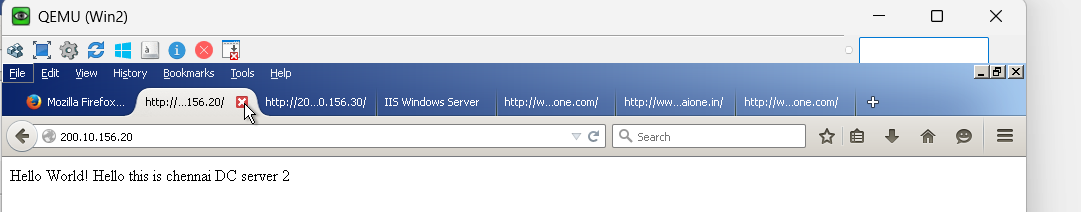 QEMU (Win2)
File Edit View History Bookmarks Tools Help
Mozilla Firefox... http://...156.20/ http://20...0.156.30/ IIS Windows Server http://w...one.com/ http://ww...aione.in/ http://w...one.com/
200.10.156.20 Search
Hello World! Hello this is chennai DC server 2